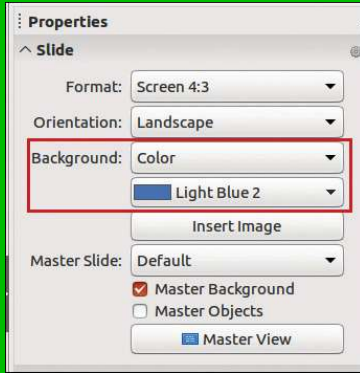 Properties
Slide
Format: Screen 4:3
Orientation: Landscape
Background: Color
Light Blue 2
Insert Image
Master Slide: Default
Master Background
Master Objects
Master View